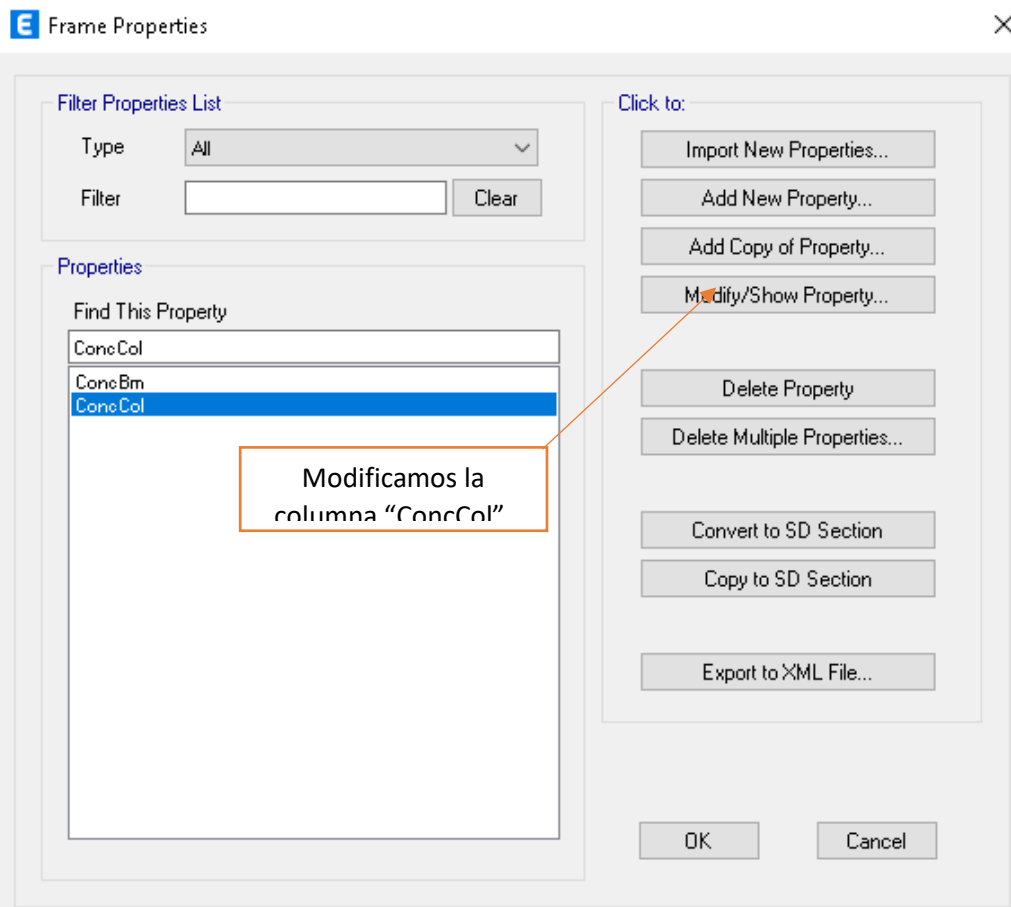 E Frame Properties
Filter Properties List
Type All
Filter Clear
Properties
Find This Property
ConcCol
ConcBm
ConcCol
Modificamos la
columna “ConcCol”
Click to:
Import New Properties...
Add New Property...
Add Copy of Property...
Modify/Show Property...
Delete Property
Delete Multiple Properties...
Convert to SD Section
Copy to SD Section
Export to XML File...
OK Cancel